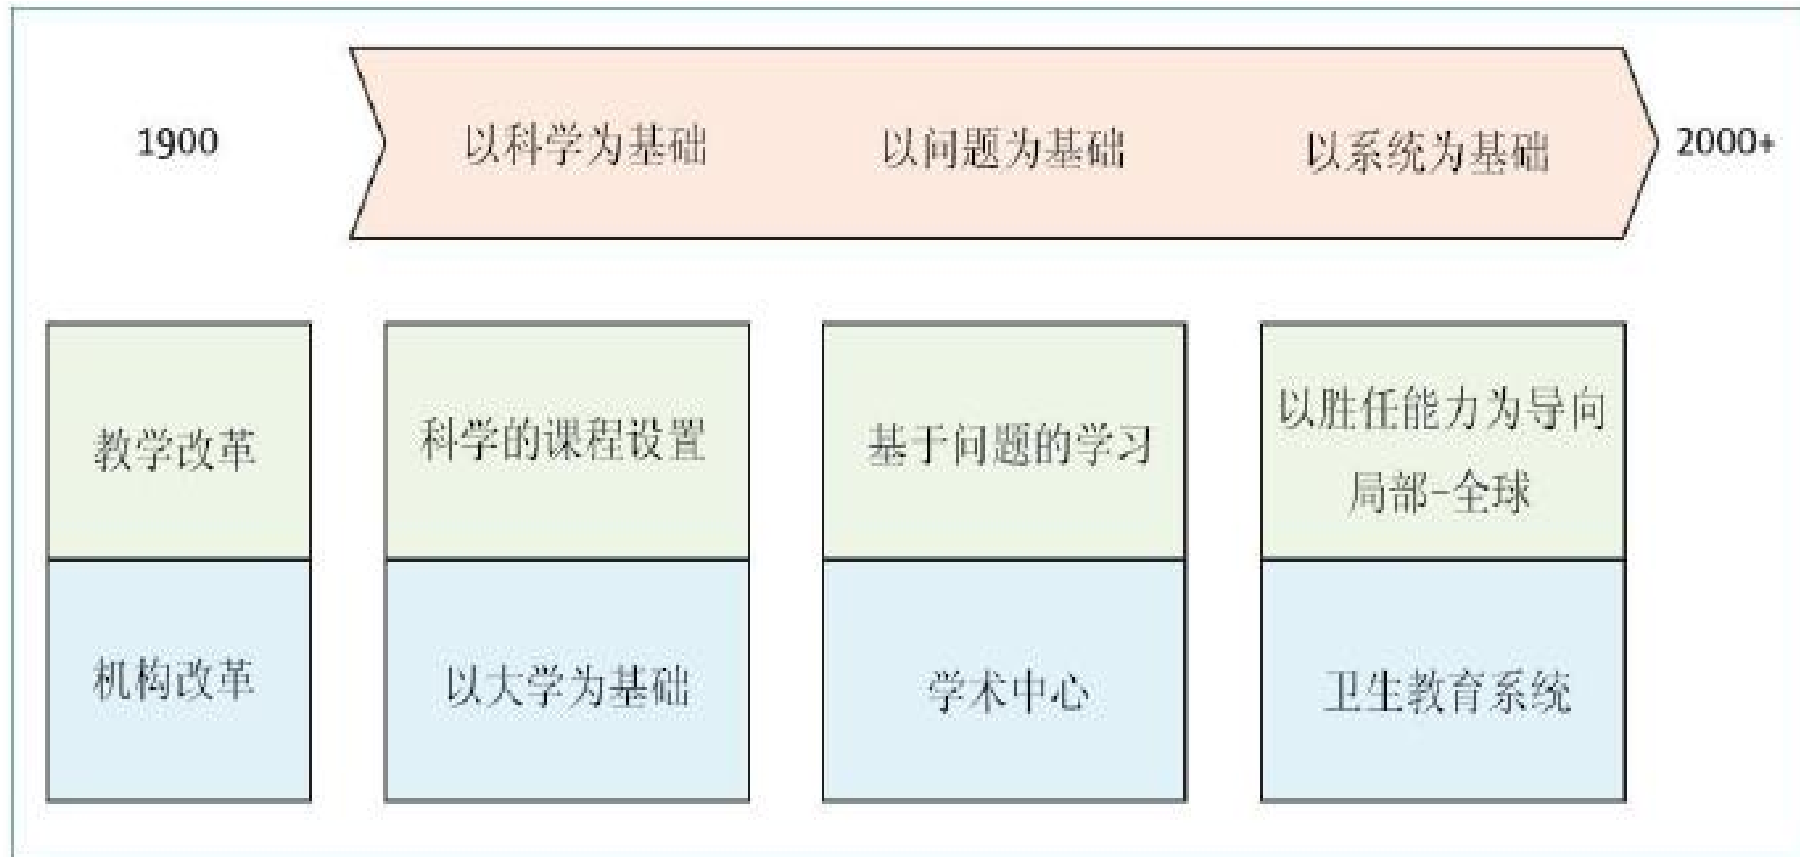 1900
以科学为基础
以问题为基础
以系统为基础
2000+
教学改革
科学的课程设置
基于问题的学习
以胜任能力为导向
局部-全球
机构改革
以大学为基础
学术中心
卫生教育系统